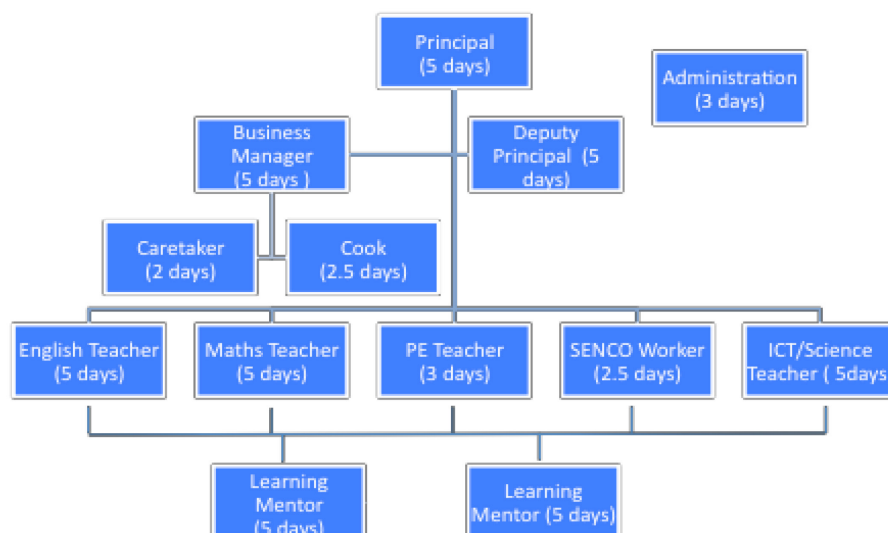 Principal
(5 days)
Administration
(3 days)
Business
Manager
(5 days )
Deputy
Principal (5
days)
Caretaker
(2 days)
Cook
(2.5 days)
English Teacher
(5 days)
Maths Teacher
(5 days)
PE Teacher
(3 days)
SENCO Worker
(2.5 days)
ICT/Science
Teacher ( 5days
Learning
Mentor
(5 days)
Learning
Mentor (5 days)